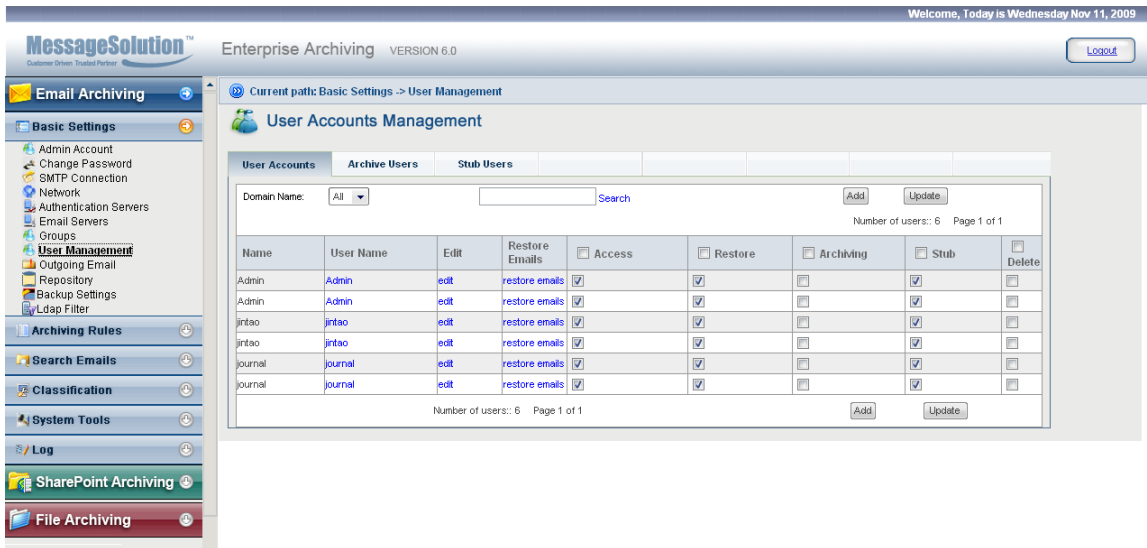 Welcome, Today is Wednesday Nov 11, 2009
MessageSolution™
Customer Driven Trusted Partner
Enterprise Archiving VERSION 6.0
Logout
Email Archiving
Basic Settings
Admin Account
Change Password
SMTP Connection
Network
Authentication Servers
Email Servers
Groups
User Management
Outgoing Email
Repository
Backup Settings
Ldap Filter
Archiving Rules
Search Emails
Classification
System Tools
Log
SharePoint Archiving
File Archiving
Current path: Basic Settings -> User Management
User Accounts Management
User Accounts Archive Users Stub Users
Domain Name: All Search Add Update
Number of users:: 6 Page 1 of 1
Name User Name Edit Restore Emails Access Restore Archiving Stub Delete
Admin Admin edit restore emails
Admin Admin edit restore emails
jintao jintao edit restore emails
jintao jintao edit restore emails
journal journal edit restore emails
journal journal edit restore emails
Number of users:: 6 Page 1 of 1 Add Update